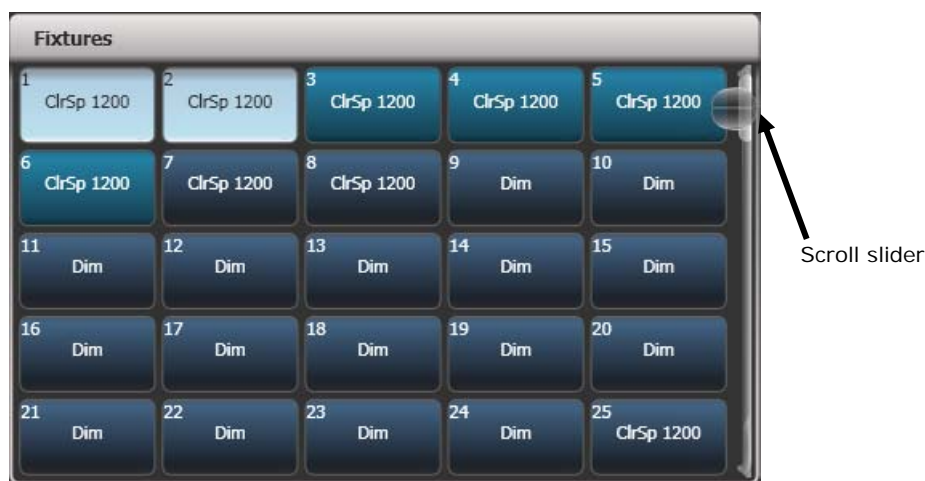 Fixtures
1 2 3 4 5
ClrSp 1200 ClrSp 1200 ClrSp 1200 ClrSp 1200 ClrSp 1200
6 7 8 9 10
ClrSp 1200 ClrSp 1200 ClrSp 1200 Dim Dim
11 12 13 14 15
Dim Dim Dim Dim Dim
Scroll slider
16 17 18 19 20
Dim Dim Dim Dim Dim
21 22 23 24 25
Dim Dim Dim Dim ClrSp 1200